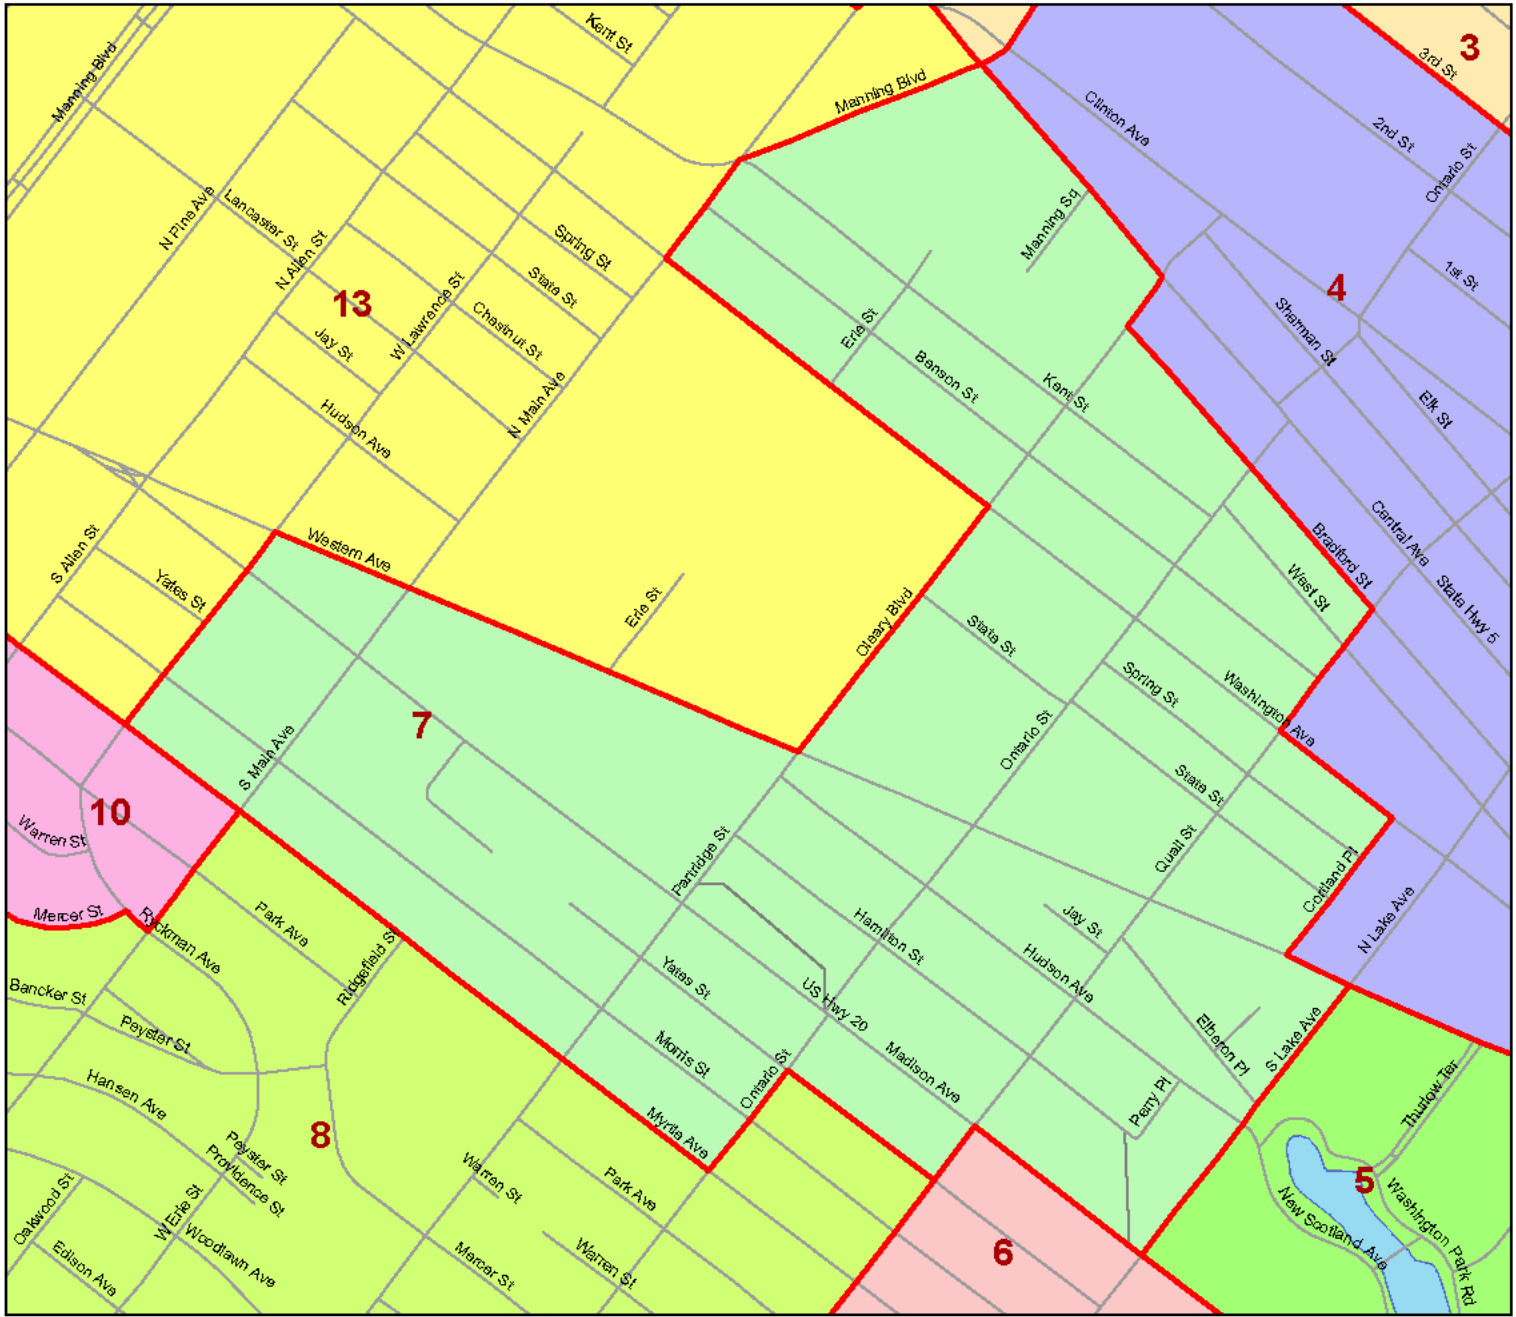 Kent St
3
3rd St
Manning Blvd
Manning Blvd
Clinton Ave
2nd St
Ontario St
N Pine Ave
Lancaster St
N Allen St
Spring St
Manning Sq
1st St
13
State St
4
W Lawrence St
Chestnut St
Jay St
Erie St
Sherman St
Benson St
Kent St
Elk St
N Main Ave
Hudson Ave
Central Ave
Western Ave
S Allen St
Bradford St
Yates St
West St
Erie St
Oleary Blvd
State Hwy 5
State St
Spring St
Washington Ave
7
S Main Ave
Ontario St
State St
10
Warren St
Partridge St
Quail St
Cortland Pl
Mercer St
Ryckman Ave
Park Ave
Hamilton St
Jay St
N Lake Ave
Ridgefield St
Yates St
Hudson Ave
Bancker St
US Hwy 20
Peyster St
Elberon Pl
S Lake Ave
Morris St
Madison Ave
Hansen Ave
Ontario St
Perry Pl
Thurlow Ter
8
Myrtle Ave
Peyster St
Providence St
Warren St
Park Ave
5
Oakwood St
W Erie St
Washington Park Rd
New Scotland Ave
Woodlawn Ave
6
Edison Ave
Mercer St
Warren St